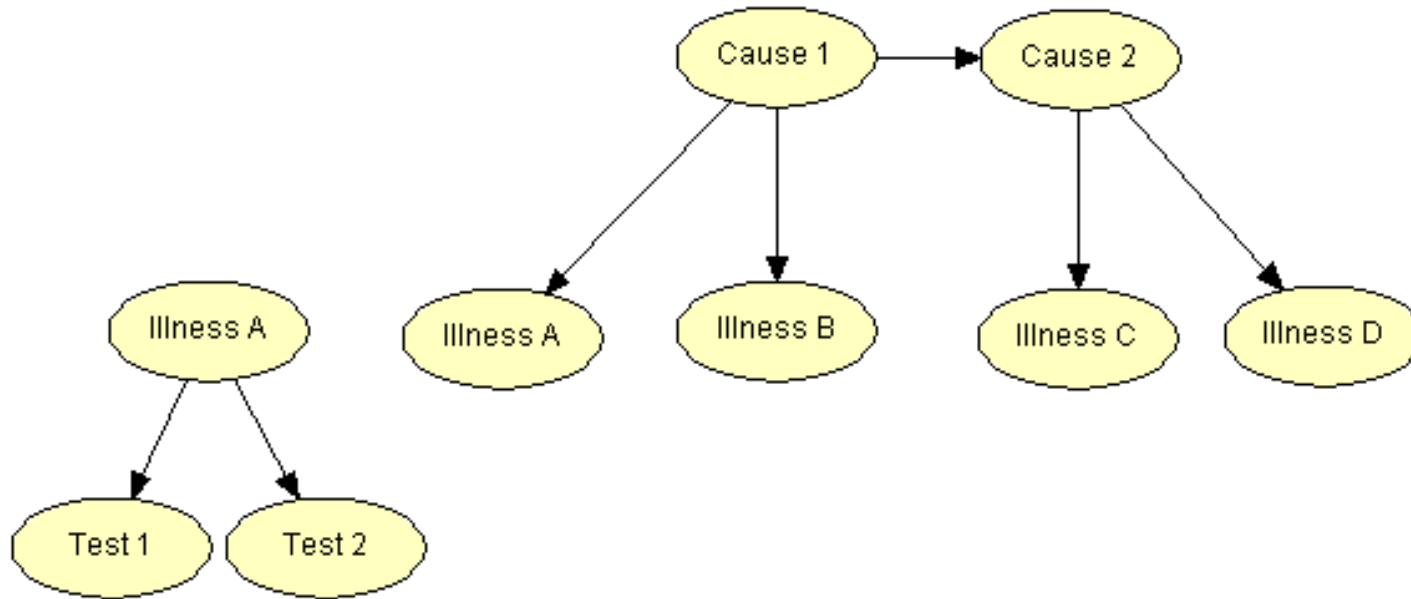 Cause 1
Cause 2
Illness A
Illness A
Illness B
Illness C
Illness D
Test 1
Test 2